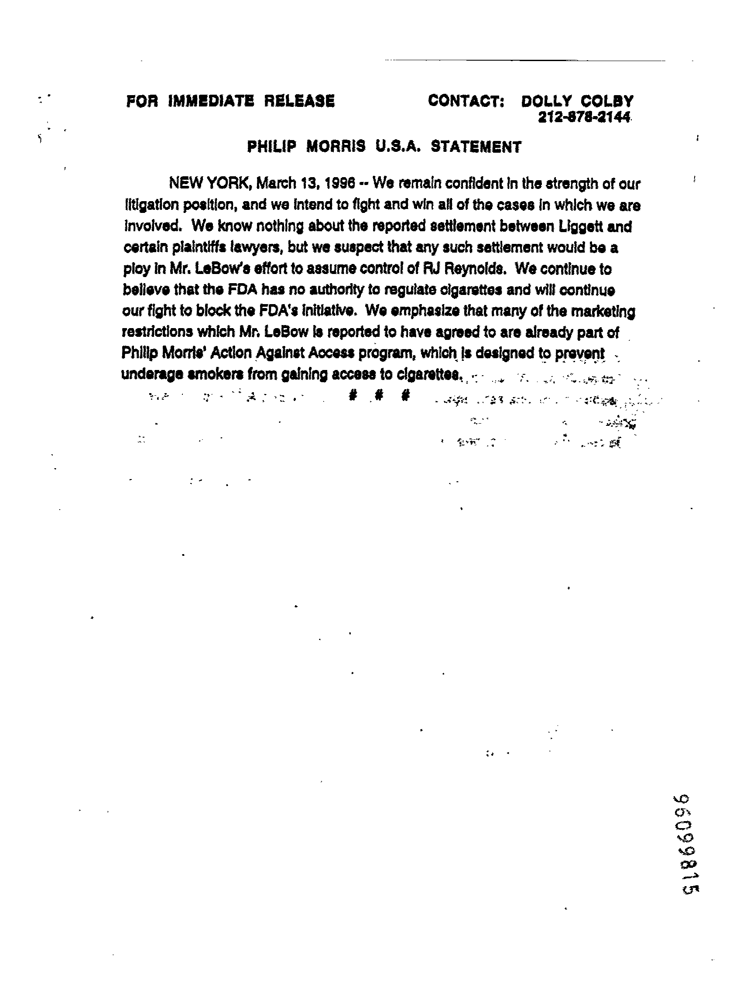 FOR IMMEDIATE RELEASE CONTACT: DOLLY COLBY
212-878-2144
PHILIP MORRIS U.S.A. STATEMENT
NEW YORK, March 13, 1996 -- We remain confident in the strength of our
litigation position, and we intend to fight and win all of the cases in which we are
involved. We know nothing about the reported settlement between Liggett and
certain plaintiffs lawyers, but we suspect that any such settlement would be a
ploy in Mr. LeBow's effort to assume control of RJ Reynolds. We continue to
believe that the FDA has no authority to regulate cigarettes and will continue
our fight to block the FDA's initiative. We emphasize that many of the marketing
restrictions which Mr. LeBow is reported to have agreed to are already part of
Philip Morris' Action Against Access program, which is designed to prevent
underage smokers from gaining access to cigarettes.
# # #
96099815